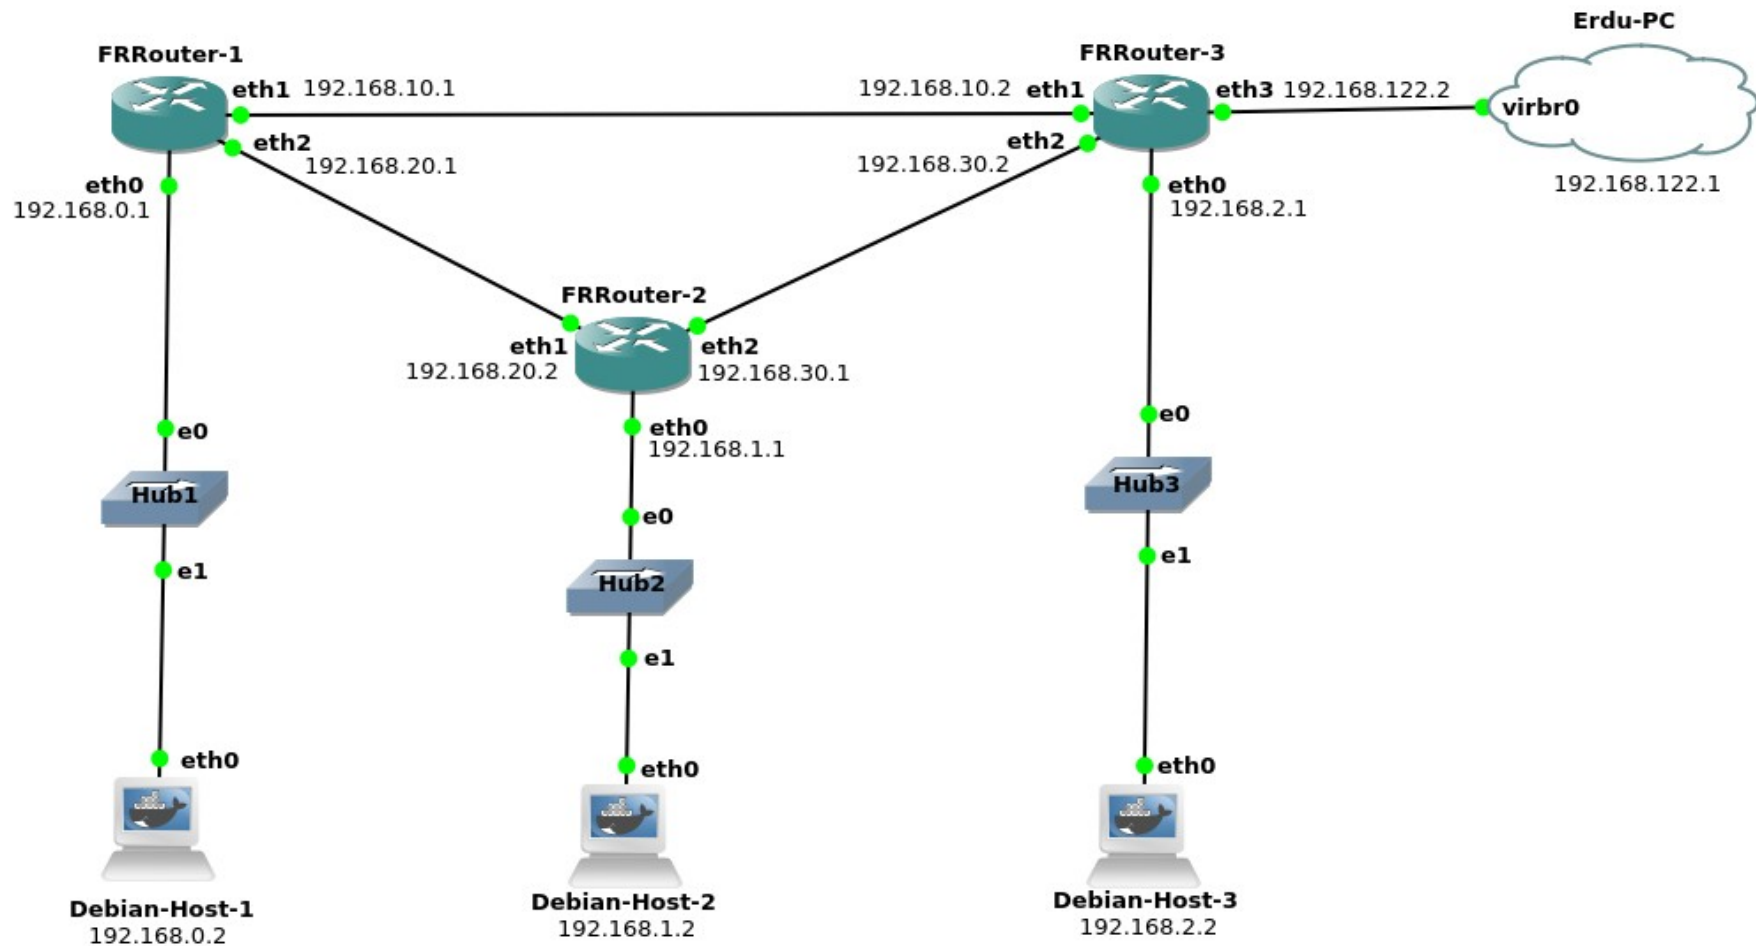 Erdu-PC
FRRouter-1
FRRouter-3
eth1 192.168.10.1
192.168.10.2 eth1
eth3 192.168.122.2
virbr0
eth2
192.168.20.1
eth2
192.168.30.2
eth0
192.168.0.1
eth0
192.168.2.1
192.168.122.1
FRRouter-2
eth1
192.168.20.2
eth2
192.168.30.1
eth0
192.168.1.1
e0
Hub1
e1
e0
Hub2
e1
e0
Hub3
e1
eth0
eth0
eth0
Debian-Host-1
192.168.0.2
Debian-Host-2
192.168.1.2
Debian-Host-3
192.168.2.2